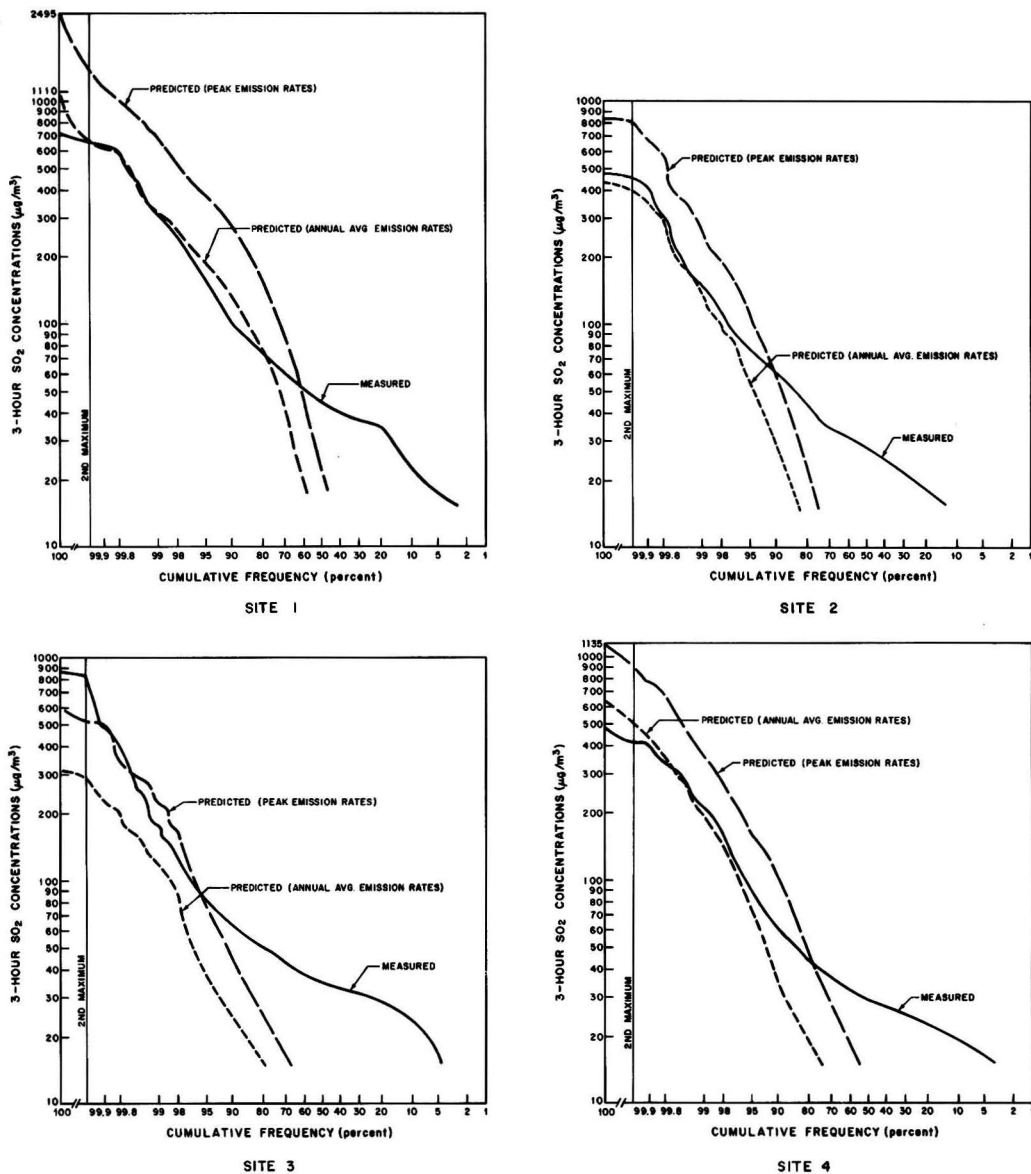 2495
1110
1000
900
800
700
600
500
400
300
200
100
90
80
70
60
50
40
30
20
10
3-HOUR SO2 CONCENTRATIONS (μg/m3)
PREDICTED (PEAK EMISSION RATES)
PREDICTED (ANNUAL AVG. EMISSION RATES)
MEASURED
2ND MAXIMUM
100 99.9 99.8 99 98 95 90 80 70 60 50 40 30 20 10 5 2 1
CUMULATIVE FREQUENCY (percent)
SITE 1
1000
900
800
700
600
500
400
300
200
100
90
80
70
60
50
40
30
20
10
3-HOUR SO2 CONCENTRATIONS (μg/m3)
PREDICTED (PEAK EMISSION RATES)
PREDICTED (ANNUAL AVG. EMISSION RATES)
MEASURED
2ND MAXIMUM
100 99.9 99.8 99 98 95 90 80 70 60 50 40 30 20 10 5 2 1
CUMULATIVE FREQUENCY (percent)
SITE 2
1000
900
800
700
600
500
400
300
200
100
90
80
70
60
50
40
30
20
10
3-HOUR SO2 CONCENTRATIONS (μg/m3)
PREDICTED (PEAK EMISSION RATES)
PREDICTED (ANNUAL AVG. EMISSION RATES)
MEASURED
2ND MAXIMUM
100 99.9 99.8 99 98 95 90 80 70 60 50 40 30 20 10 5 2 1
CUMULATIVE FREQUENCY (percent)
SITE 3
1135
1000
900
800
700
600
500
400
300
200
100
90
80
70
60
50
40
30
20
10
3-HOUR SO2 CONCENTRATIONS (μg/m3)
PREDICTED (ANNUAL AVG. EMISSION RATES)
PREDICTED (PEAK EMISSION RATES)
MEASURED
2ND MAXIMUM
100 99.9 99.8 99 98 95 90 80 70 60 50 40 30 20 10 5 2 1
CUMULATIVE FREQUENCY (percent)
SITE 4